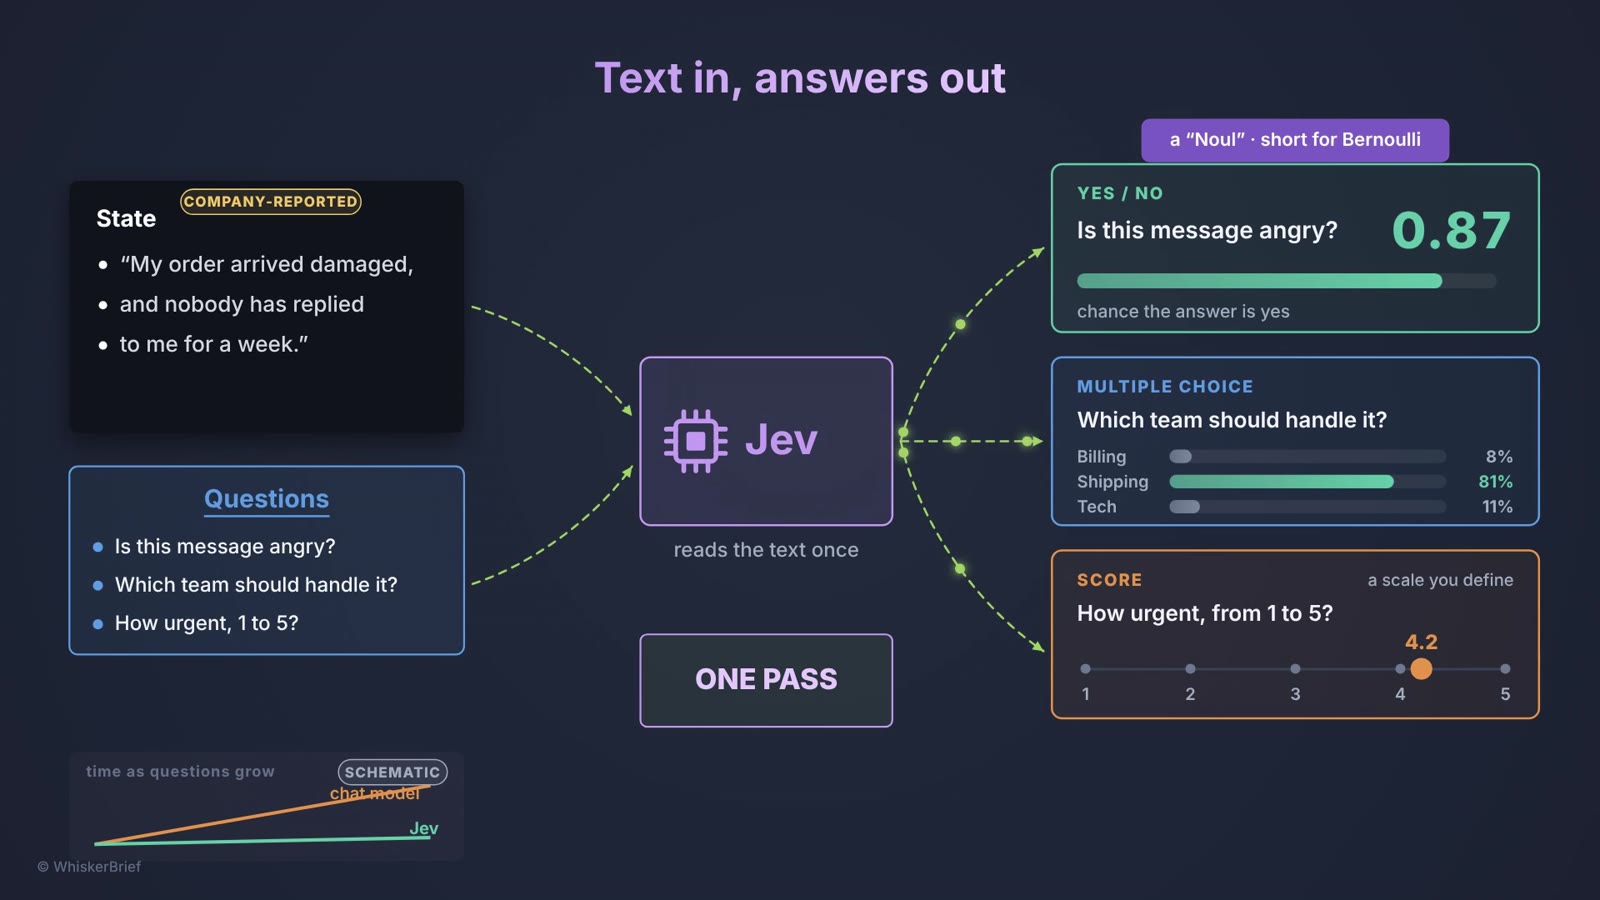 Text in, answers out
State
COMPANY-REPORTED
• “My order arrived damaged,
• and nobody has replied
• to me for a week.”
Questions
• Is this message angry?
• Which team should handle it?
• How urgent, 1 to 5?
Jev
reads the text once
ONE PASS
a “Noul” · short for Bernoulli
YES / NO
Is this message angry? 0.87
chance the answer is yes
MULTIPLE CHOICE
Which team should handle it?
Billing 8%
Shipping 81%
Tech 11%
SCORE a scale you define
How urgent, from 1 to 5?
4.2
1 2 3 4 5
time as questions grow SCHEMATIC
chat model
Jev
© WhiskerBrief